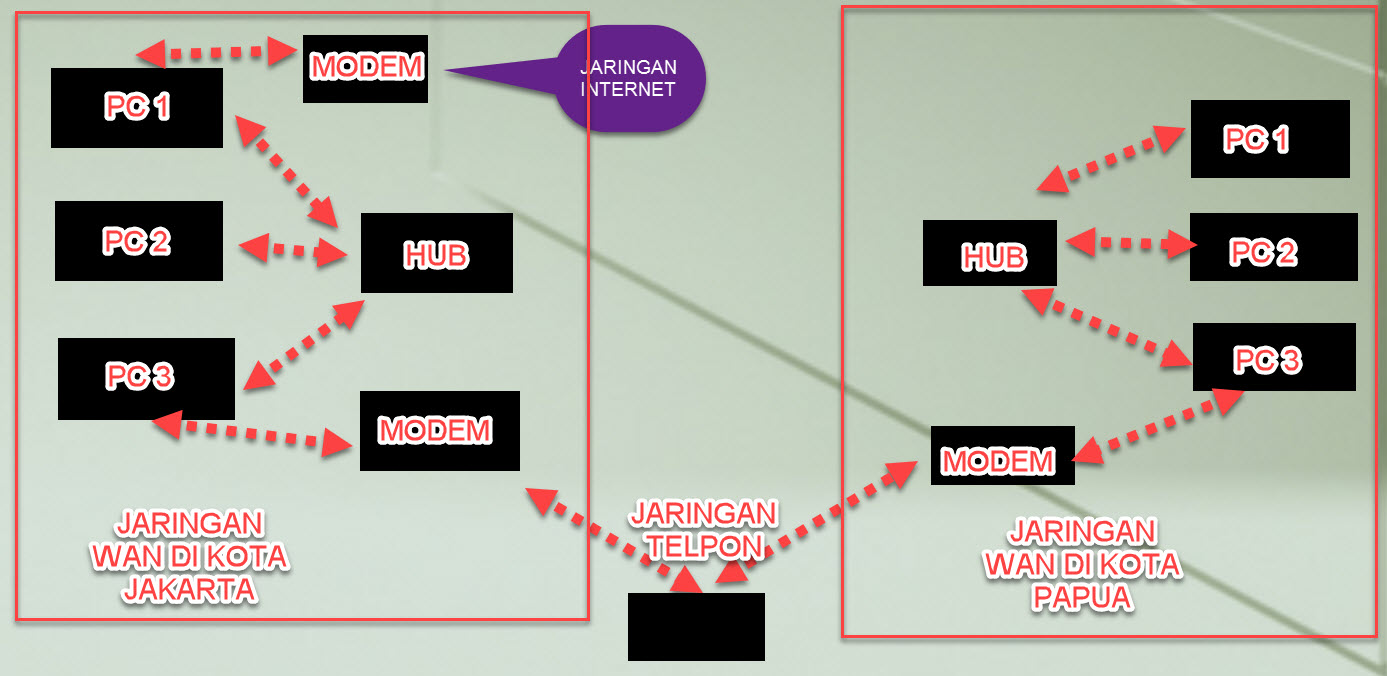 MODEM
JARINGAN
INTERNET
PC 1
PC 2
HUB
PC 3
MODEM
JARINGAN
WAN DI KOTA
JAKARTA
JARINGAN
TELPON
PC 1
HUB
PC 2
PC 3
MODEM
JARINGAN
WAN DI KOTA
PAPUA